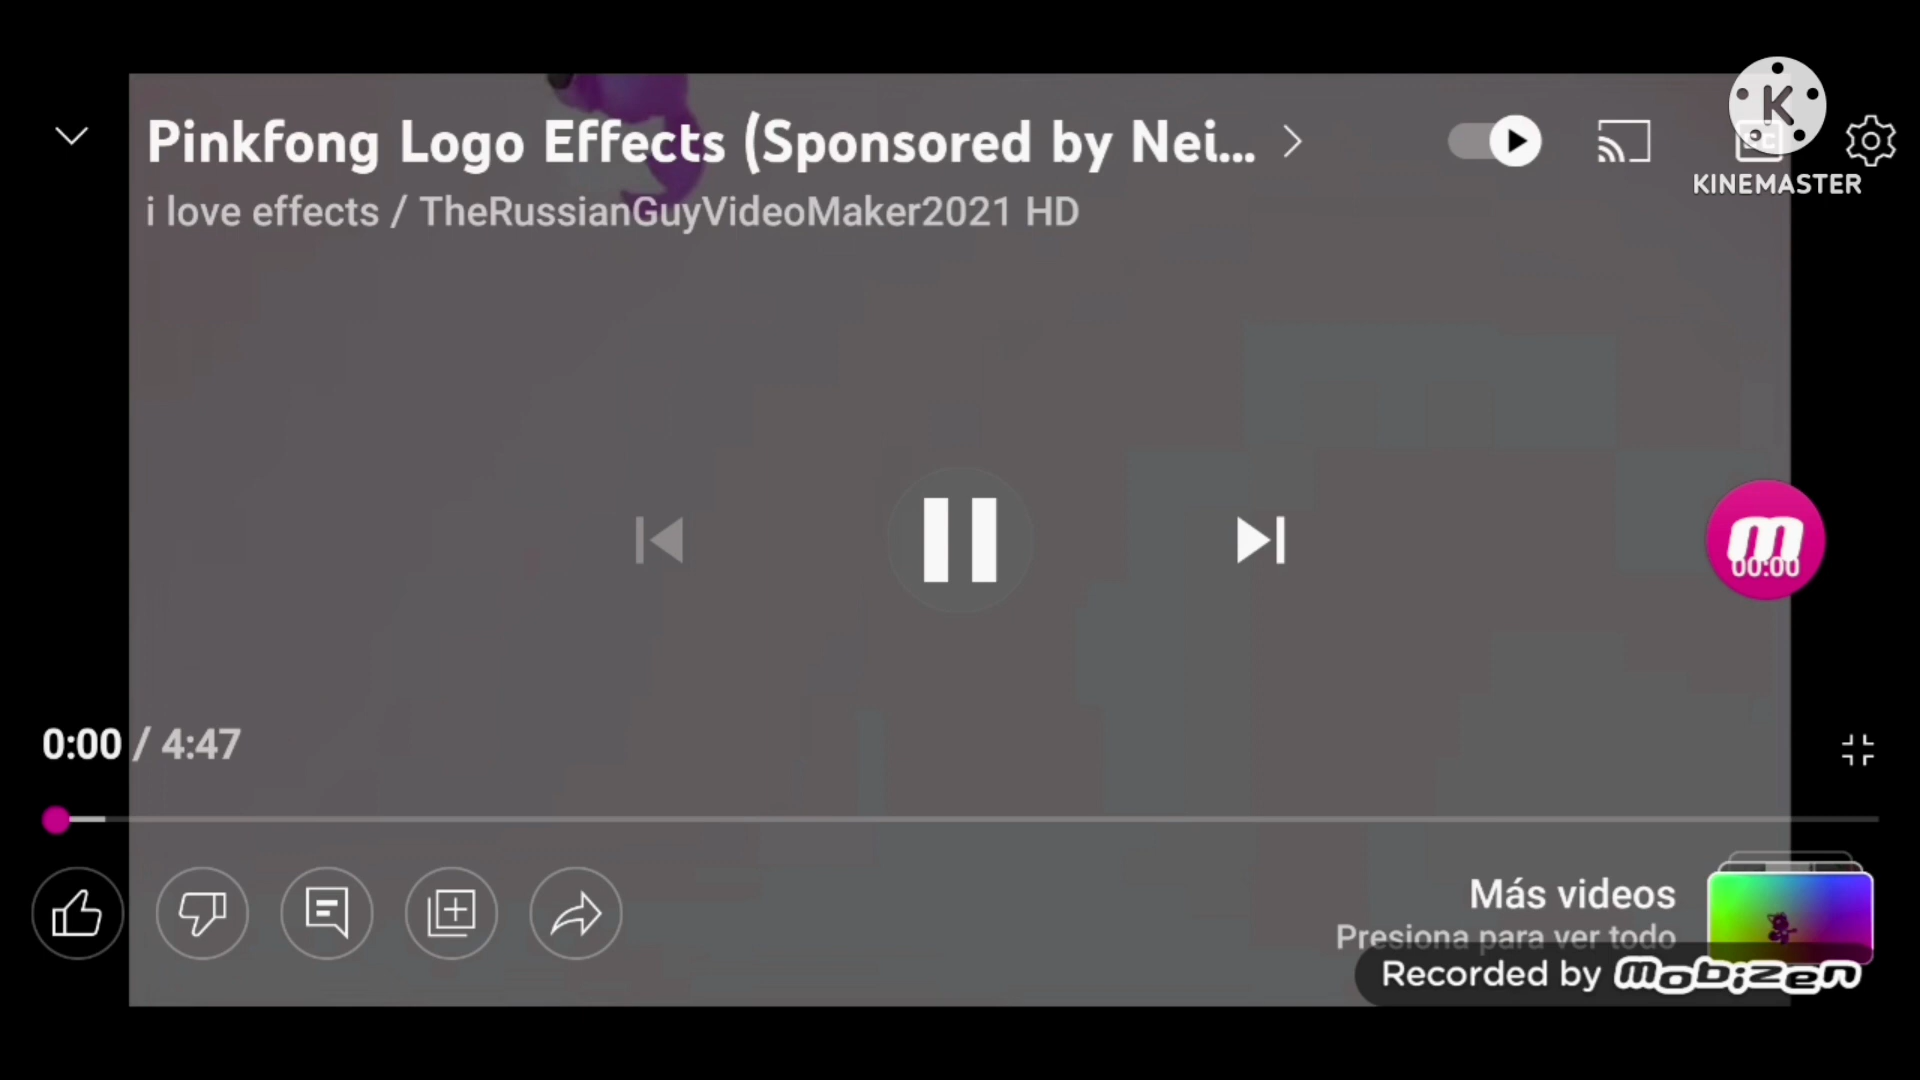 Pinkfong Logo Effects (Sponsored by Nei...
i love effects / TheRussianGuyVideoMaker2021 HD
K
KINEMASTER
m
00:00
0:00 / 4:47
Más videos
Presiona para ver todo
Recorded by mobizen